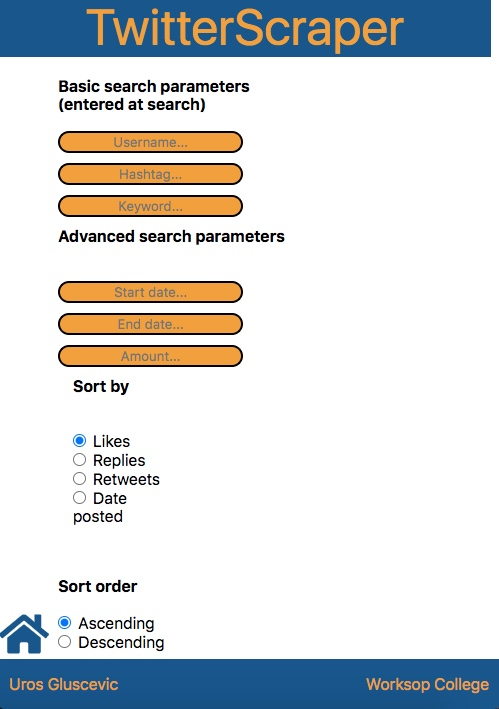 TwitterScraper
Basic search parameters
(entered at search)
Username...
Hashtag...
Keyword...
Advanced search parameters
Start date...
End date...
Amount...
Sort by
Likes
Replies
Retweets
Date
posted
Sort order
Ascending
Descending
Uros Gluscevic
Worksop College